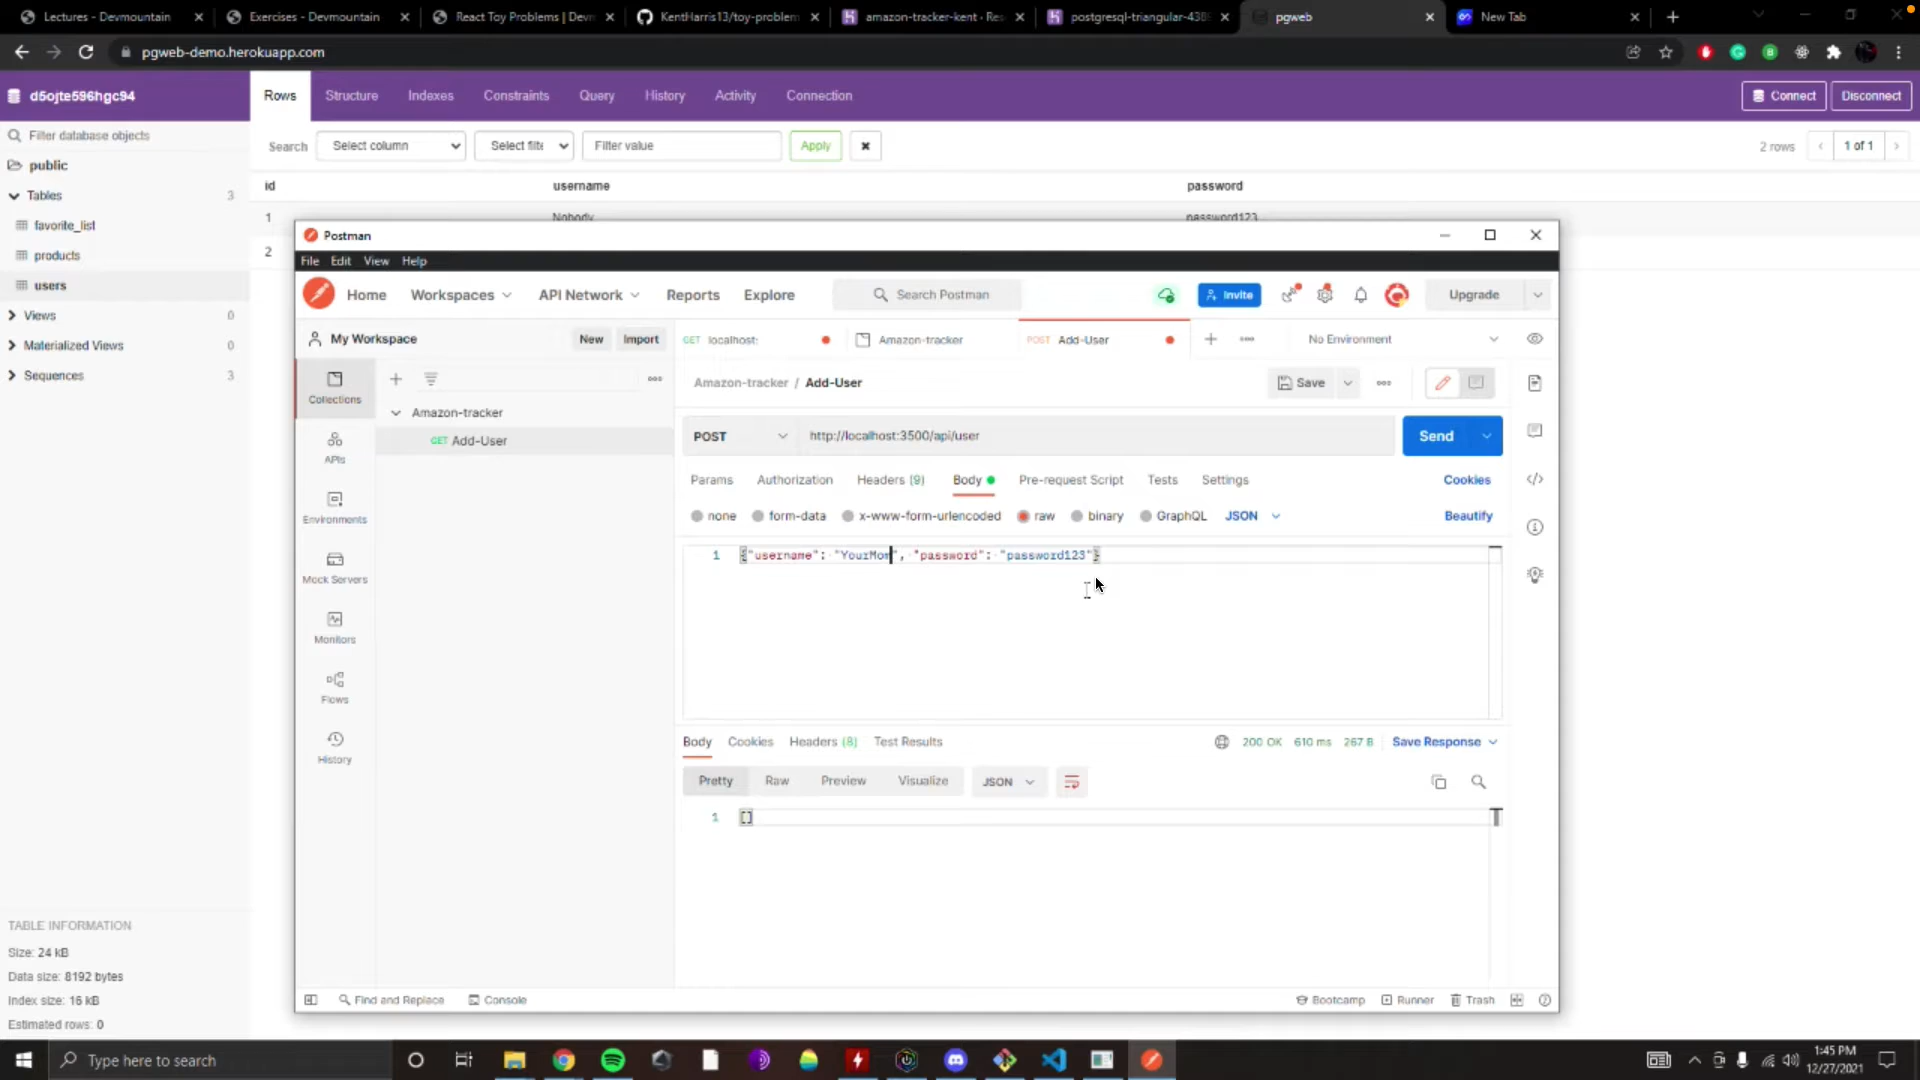 Lectures - Devmountain
Exercises - Devmountain
React Toy Problems | Devm
KentHarris13/toy-problem
amazon-tracker-kent • Res
postgresql-triangular-438
pgweb
New Tab
pgweb-demo.herokuapp.com
d5ojte596hgc94
Rows
Structure
Indexes
Constraints
Query
History
Activity
Connection
Connect
Disconnect
Filter database objects
Search
Select column
Select filte
Filter value
Apply
2 rows
1 of 1
public
Tables
3
id
username
password
1
Nobody
password123
favorite_list
products
2
users
Views
0
Materialized Views
0
Sequences
3
Postman
File
Edit
View
Help
Home
Workspaces
API Network
Reports
Explore
Search Postman
Invite
Upgrade
My Workspace
New
Import
GET localhost:
Amazon-tracker
POST Add-User
No Environment
Collections
APIs
Environments
Mock Servers
Monitors
Flows
History
Amazon-tracker
GET Add-User
Amazon-tracker / Add-User
Save
POST
http://localhost:3500/api/user
Send
Params
Authorization
Headers (9)
Body
Pre-request Script
Tests
Settings
Cookies
none
form-data
x-www-form-urlencoded
raw
binary
GraphQL
JSON
Beautify
1 {"username": "YourMom", "password": "password123"}
Body
Cookies
Headers (8)
Test Results
200 OK
610 ms
267 B
Save Response
Pretty
Raw
Preview
Visualize
JSON
1 []
Find and Replace
Console
Bootcamp
Runner
Trash
TABLE INFORMATION
Size: 24 kB
Data size: 8192 bytes
Index size: 16 kB
Estimated rows: 0
Type here to search
1:45 PM
12/27/2021